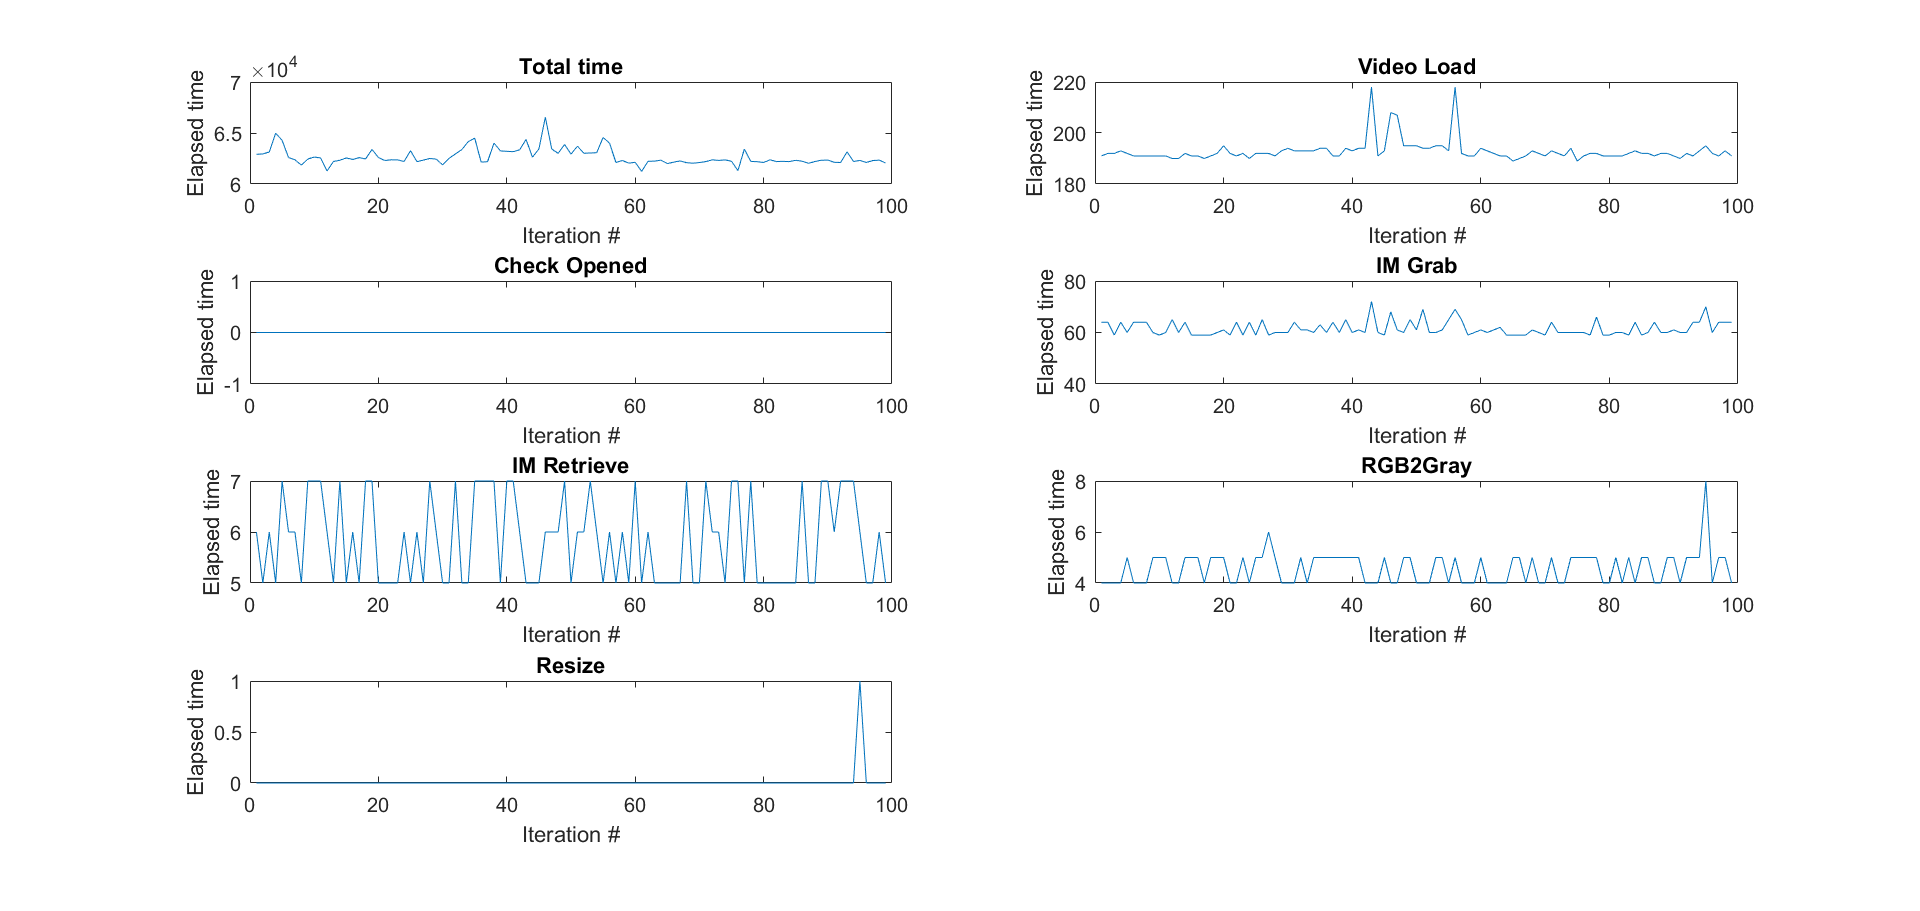 Total time
×10^4
Elapsed time
7
6.5
6
0 20 40 60 80 100
Iteration #
Video Load
Elapsed time
220
200
180
0 20 40 60 80 100
Iteration #
Check Opened
Elapsed time
1
0
-1
0 20 40 60 80 100
Iteration #
IM Grab
Elapsed time
80
60
40
0 20 40 60 80 100
Iteration #
IM Retrieve
Elapsed time
7
6
5
0 20 40 60 80 100
Iteration #
RGB2Gray
Elapsed time
8
6
4
0 20 40 60 80 100
Iteration #
Resize
Elapsed time
1
0.5
0
0 20 40 60 80 100
Iteration #